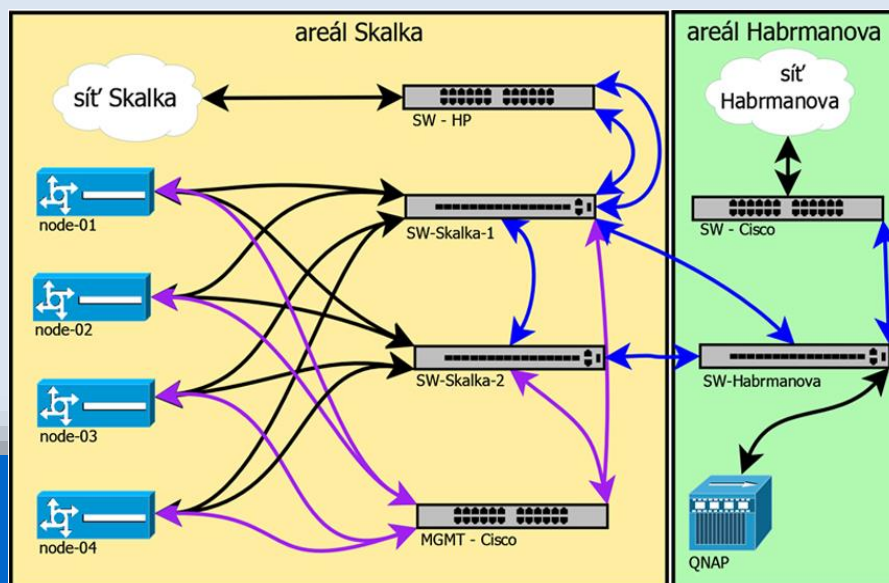 areál Skalka
areál Habrmanova
síť Skalka
SW - HP
síť
Habrmanova
node-01
SW-Skalka-1
SW - Cisco
node-02
SW-Skalka-2
SW-Habrmanova
node-03
node-04
MGMT - Cisco
QNAP